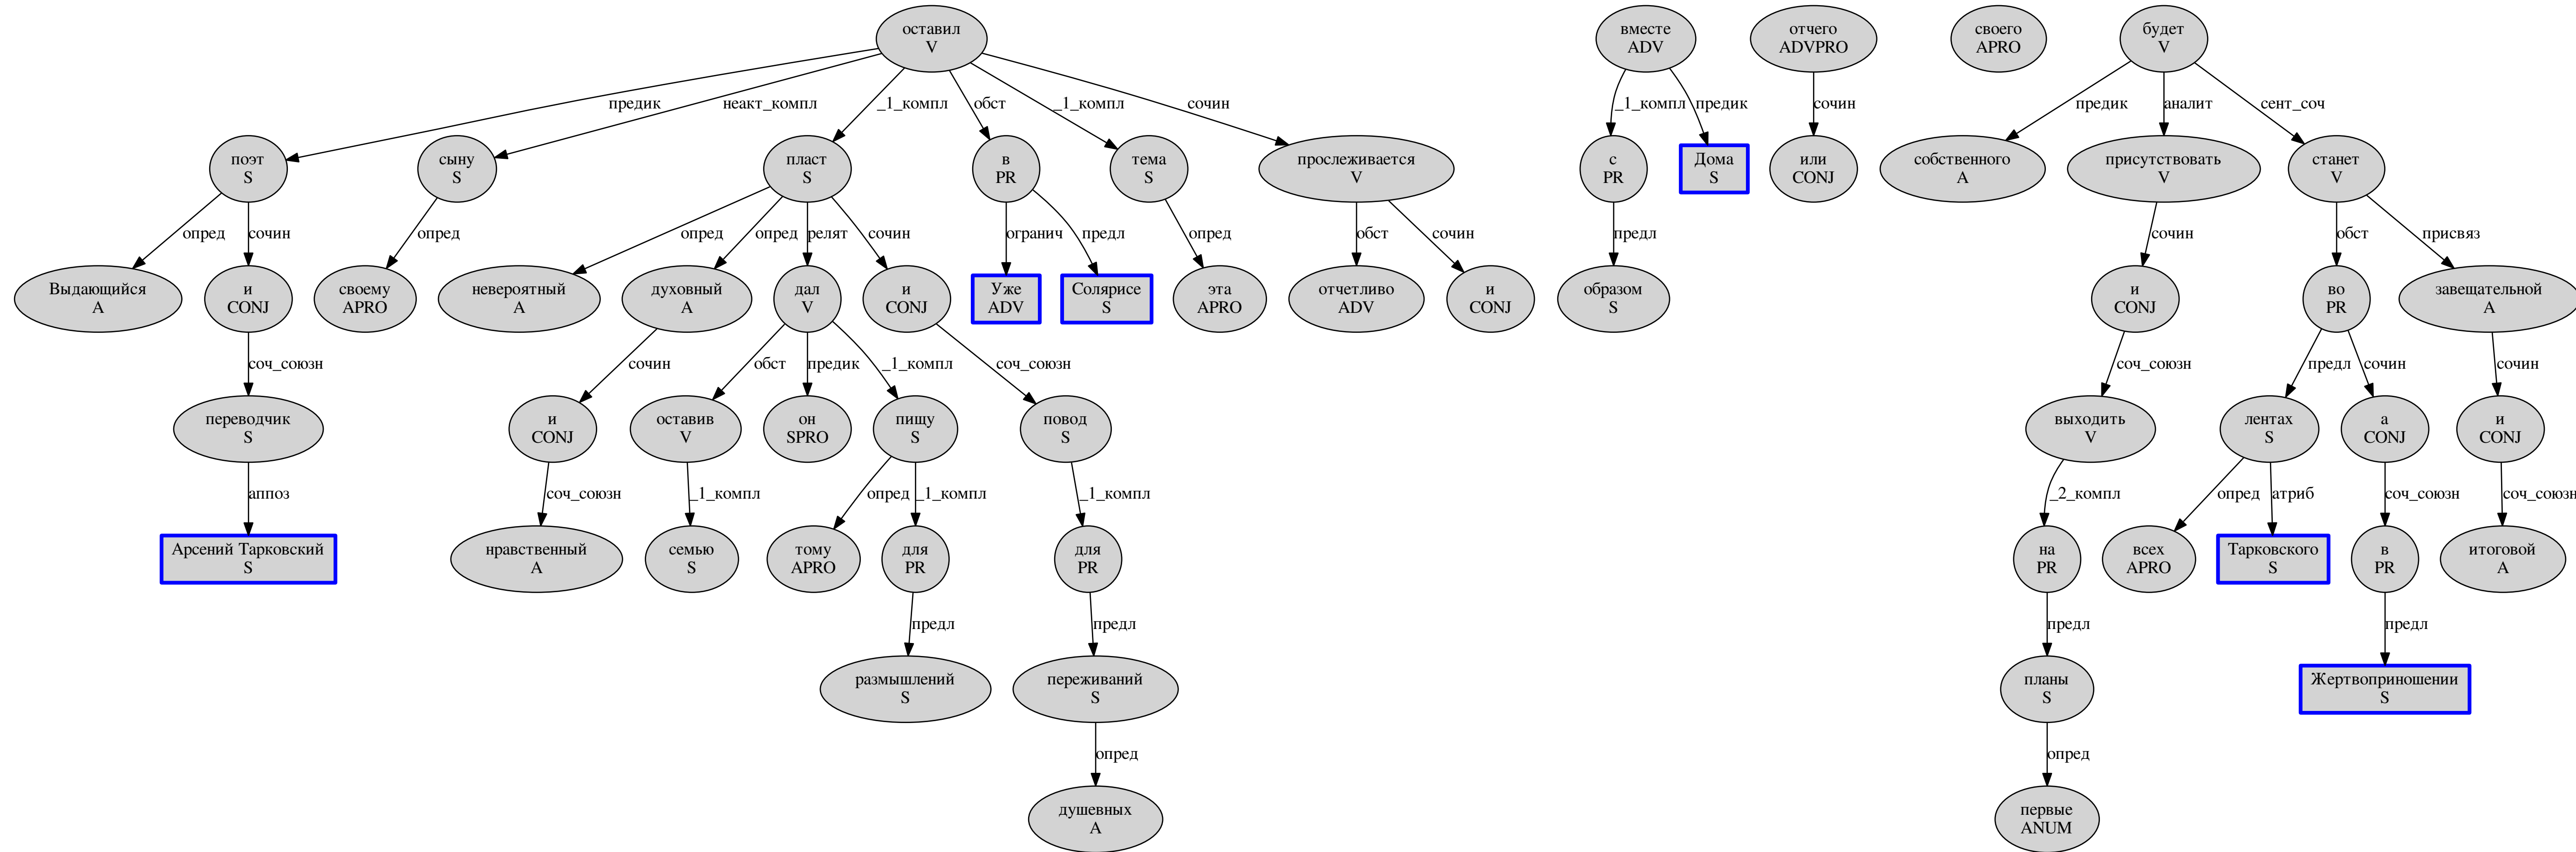 оставил
V
вместе
ADV
отчего
ADVPRO
своего
APRO
будет
V
предик
неакт_компл
_1_компл
обст
_1_компл
сочин
_1_компл
предик
сочин
предик
аналит
сент_соч
поэт
S
сыну
S
пласт
S
в
PR
тема
S
прослеживается
V
с
PR
Дома
S
или
CONJ
собственного
A
присутствовать
V
станет
V
опред
сочин
опред
опред
опред
релят
сочин
огранич
предл
опред
обст
сочин
предл
сочин
обст
присвяз
Выдающийся
A
и
CONJ
своему
APRO
невероятный
A
духовный
A
дал
V
и
CONJ
Уже
ADV
Солярисе
S
эта
APRO
отчетливо
ADV
и
CONJ
образом
S
и
CONJ
во
PR
завещательной
A
соч_союзн
сочин
обст
предик
_1_компл
соч_союзн
соч_союзн
предл
сочин
сочин
переводчик
S
и
CONJ
оставив
V
он
SPRO
пищу
S
повод
S
выходить
V
лентах
S
а
CONJ
и
CONJ
аппоз
соч_союзн
_1_компл
опред
_1_компл
_1_компл
_2_компл
опред
атриб
соч_союзн
соч_союзн
Арсений Тарковский
S
нравственный
A
семью
S
тому
APRO
для
PR
для
PR
на
PR
всех
APRO
Тарковского
S
в
PR
итоговой
A
предл
предл
предл
предл
размышлений
S
переживаний
S
планы
S
Жертвоприношении
S
опред
опред
душевных
A
первые
ANUM